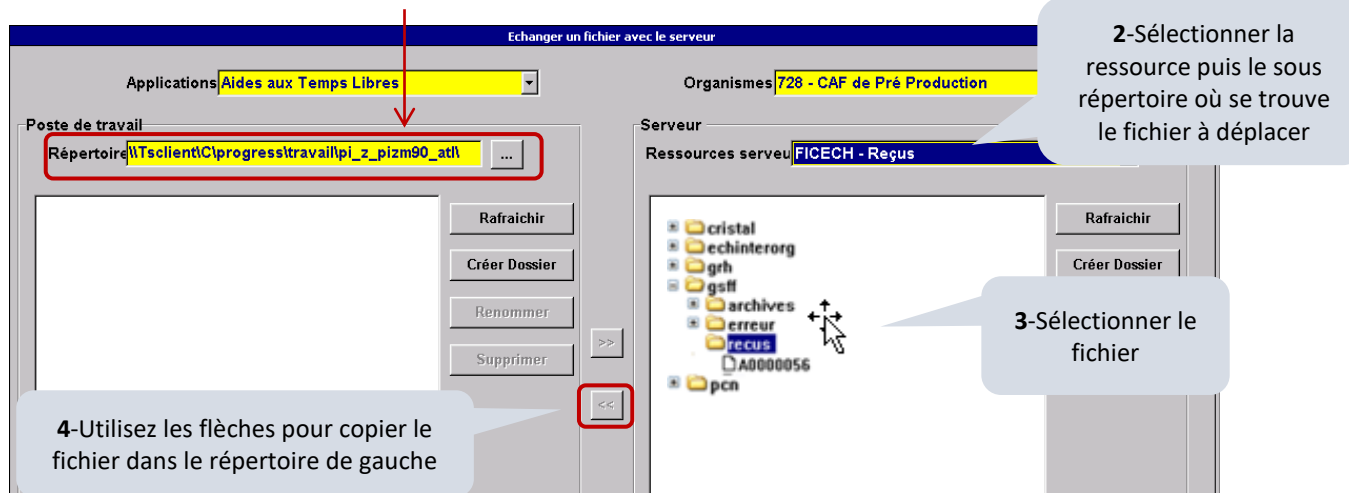 Echanger un fichier avec le serveur
2-Sélectionner la
ressource puis le sous
répertoire où se trouve
le fichier à déplacer
Applications Aides aux Temps Libres
Organismes 728 - CAF de Pré Production
Poste de travail
Répertoire \\Tsclient\C\progress\travail\pi_z_pizm90_atl\ ...
Serveur
Ressources serveu FICECH - Reçus
Rafraichir
Créer Dossier
Renommer
Supprimer
>>
<<
cristal
echinterorg
grh
gsff
archives
erreur
recus
A0000056
pcn
Rafraichir
Créer Dossier
3-Sélectionner le
fichier
4-Utilisez les flèches pour copier le
fichier dans le répertoire de gauche